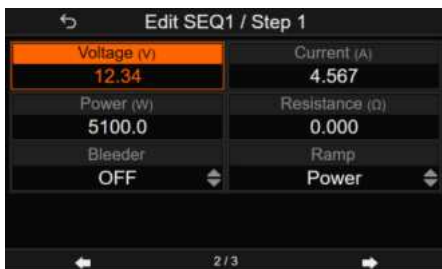 Edit SEQ1 / Step 1
Voltage (V) Current (A)
12.34 4.567
Power (W) Resistance (Ω)
5100.0 0.000
Bleeder Ramp
OFF Power
2/3